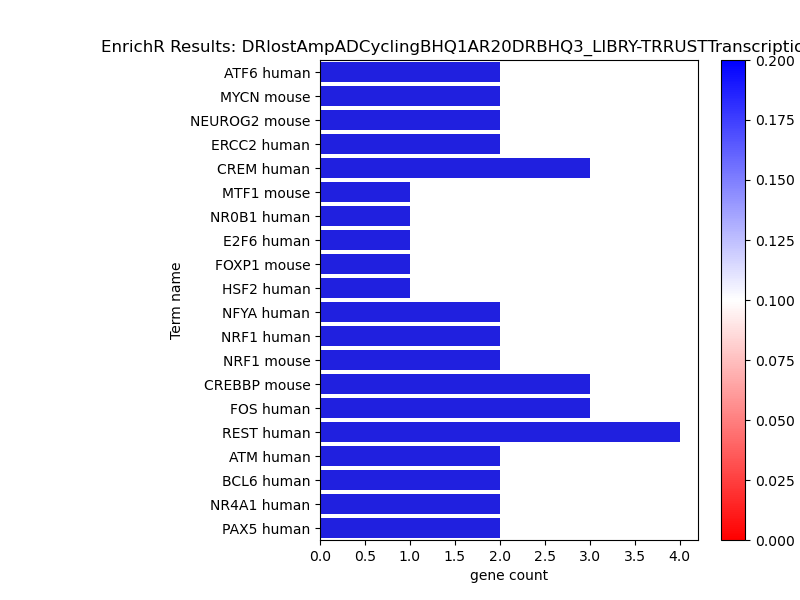 EnrichR Results: DRlostAmpADCyclingBHQ1AR20DRBHQ3_LIBRY-TRRUSTTranscriptio
ATF6 human
MYCN mouse
NEUROG2 mouse
ERCC2 human
CREM human
MTF1 mouse
NR0B1 human
E2F6 human
FOXP1 mouse
HSF2 human
NFYA human
NRF1 human
NRF1 mouse
CREBBP mouse
FOS human
REST human
ATM human
BCL6 human
NR4A1 human
PAX5 human
Term name
0.0 0.5 1.0 1.5 2.0 2.5 3.0 3.5 4.0
gene count
0.200
0.175
0.150
0.125
0.100
0.075
0.050
0.025
0.000